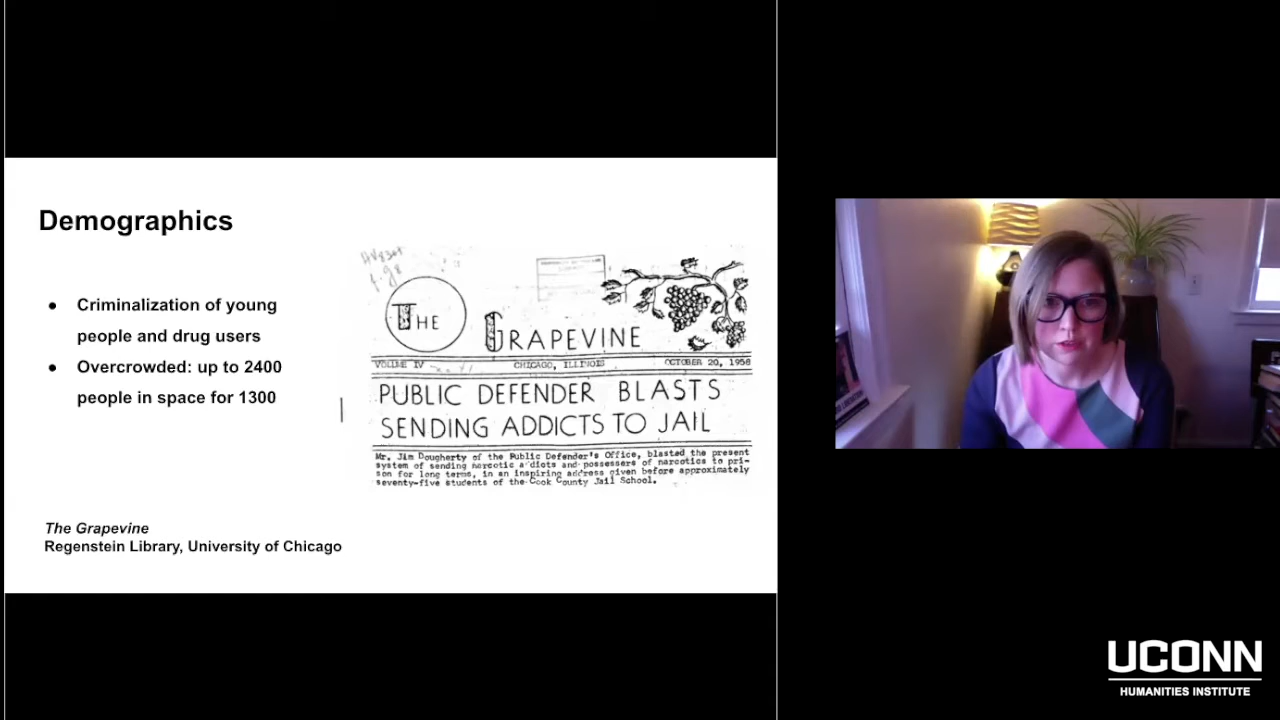 Demographics
● Criminalization of young
people and drug users
● Overcrowded: up to 2400
people in space for 1300
THE
GRAPEVINE
VOLUME IV
CHICAGO, ILLINOIS
OCTOBER 20, 1958
PUBLIC DEFENDER BLASTS
SENDING ADDICTS TO JAIL
Mr. Jim Dougherty of the Public Defender's Office, blasted the present
system of sending narcotic addicts and possessers of narcotics to pri-
son for long terms, in an inspiring address given before approximately
seventy-five students of the Cook County Jail School.
The Grapevine
Regenstein Library, University of Chicago
UCONN
HUMANITIES INSTITUTE